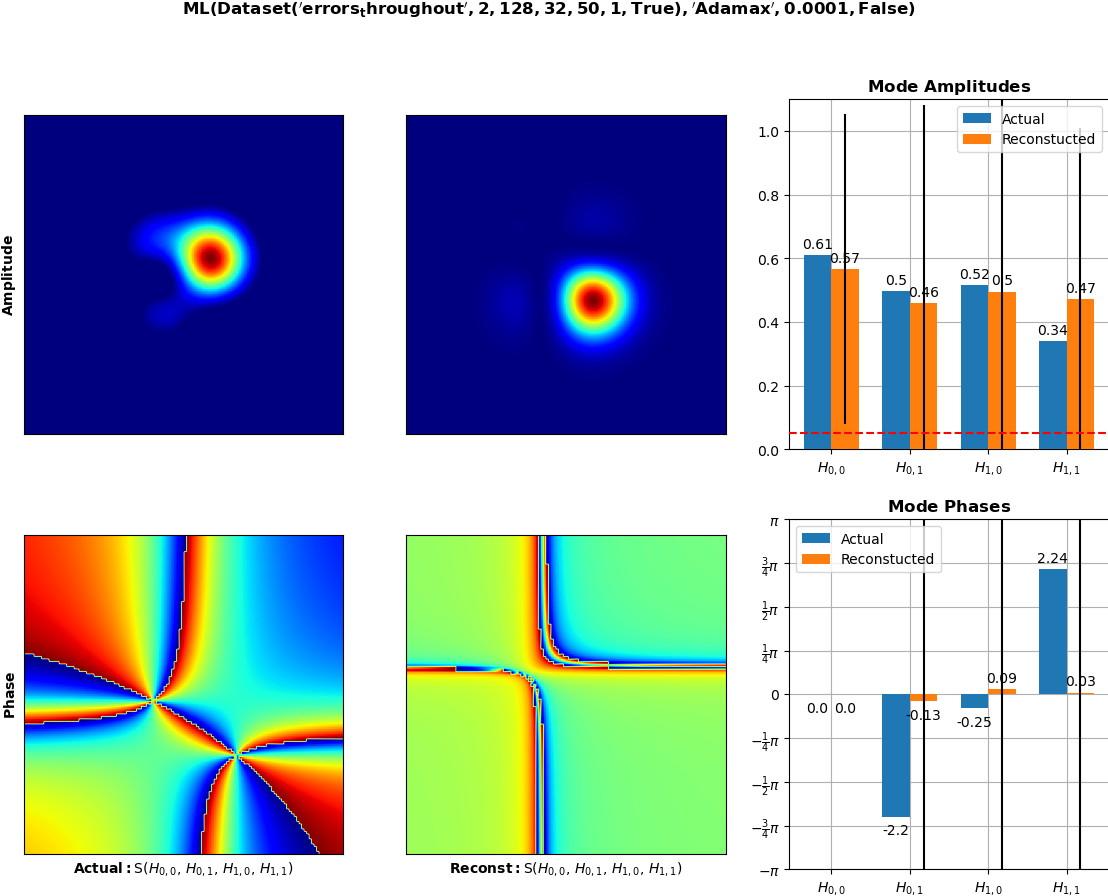 ML(Dataset('errors_throughout', 2, 128, 32, 50, 1, True), 'Adamax', 0.0001, False)
Amplitude
Mode Amplitudes
Actual
Reconstucted
1.0
0.8
0.6
0.4
0.2
0.0
0.61
0.57
0.5
0.46
0.52
0.5
0.34
0.47
H0,0
H0,1
H1,0
H1,1
Phase
Actual: S(H0,0, H0,1, H1,0, H1,1)
Reconst: S(H0,0, H0,1, H1,0, H1,1)
Mode Phases
Actual
Reconstucted
π
3/4π
1/2π
1/4π
0
−1/4π
−1/2π
−3/4π
−π
0.0
0.0
-2.2
-0.13
-0.25
0.09
2.24
0.03
H0,0
H0,1
H1,0
H1,1